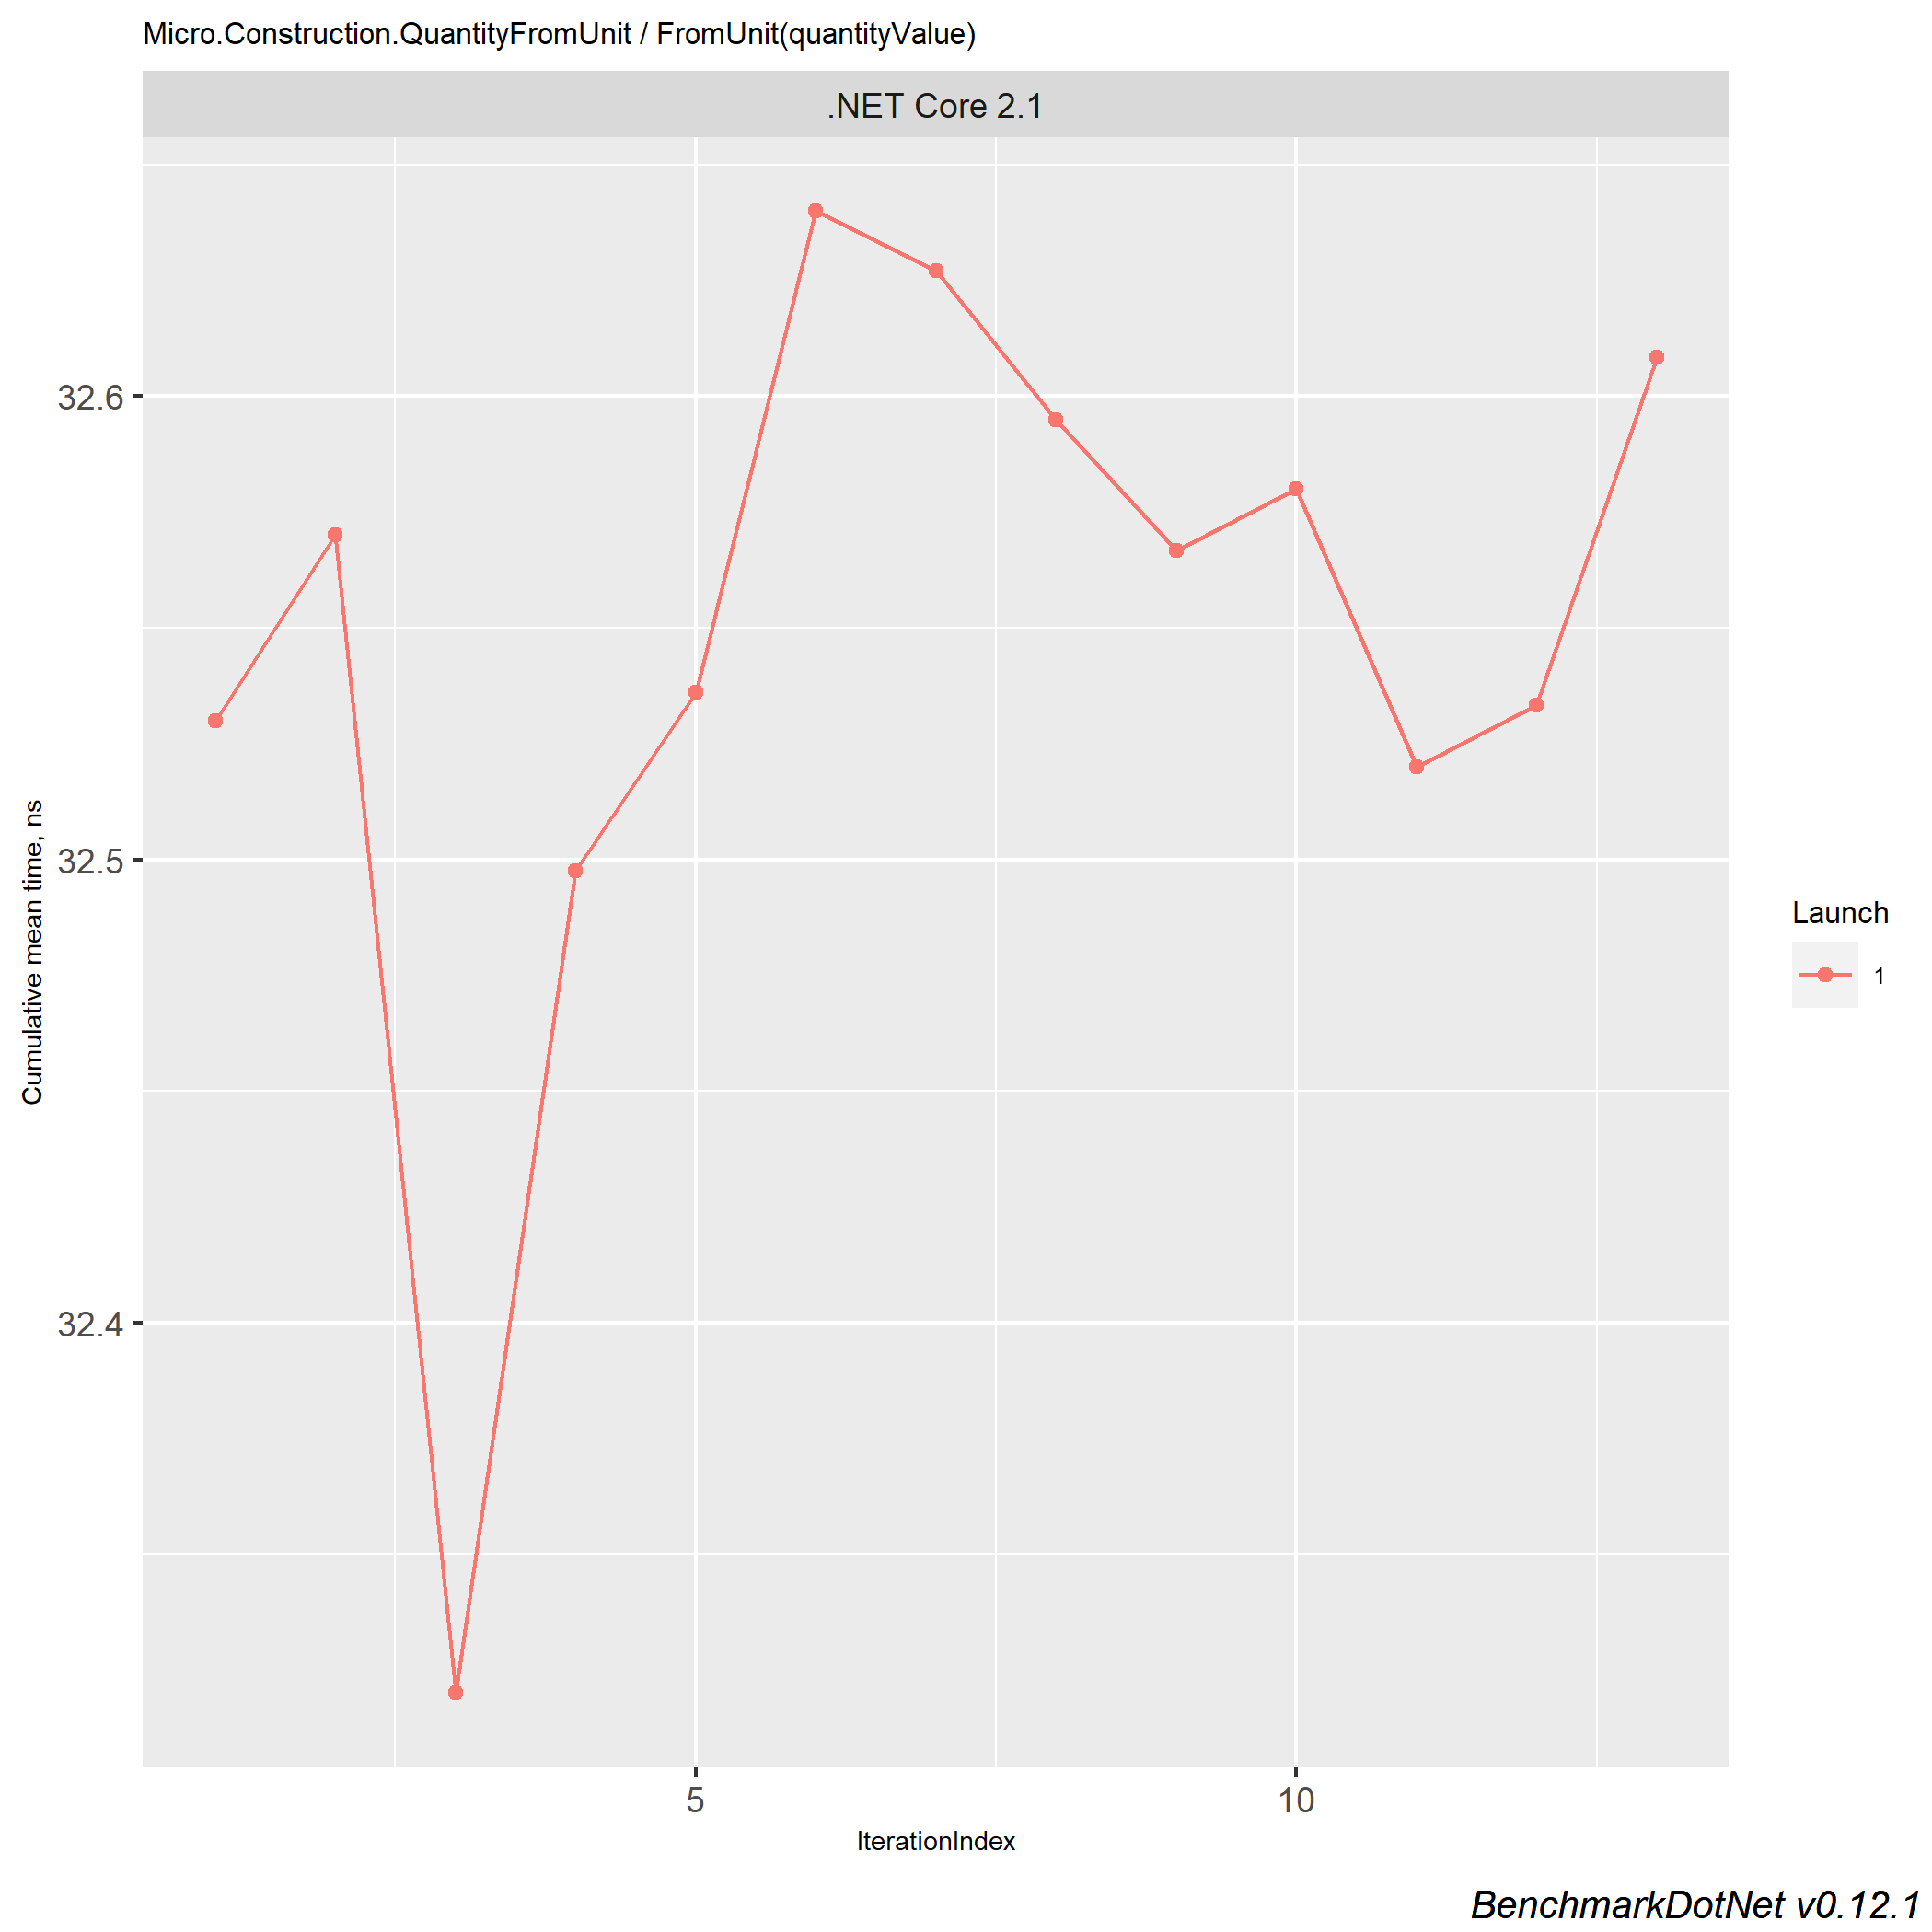 Micro.Construction.QuantityFromUnit / FromUnit(quantityValue)
.NET Core 2.1
32.6
32.5
32.4
Cumulative mean time, ns
5
10
IterationIndex
Launch
1
BenchmarkDotNet v0.12.1